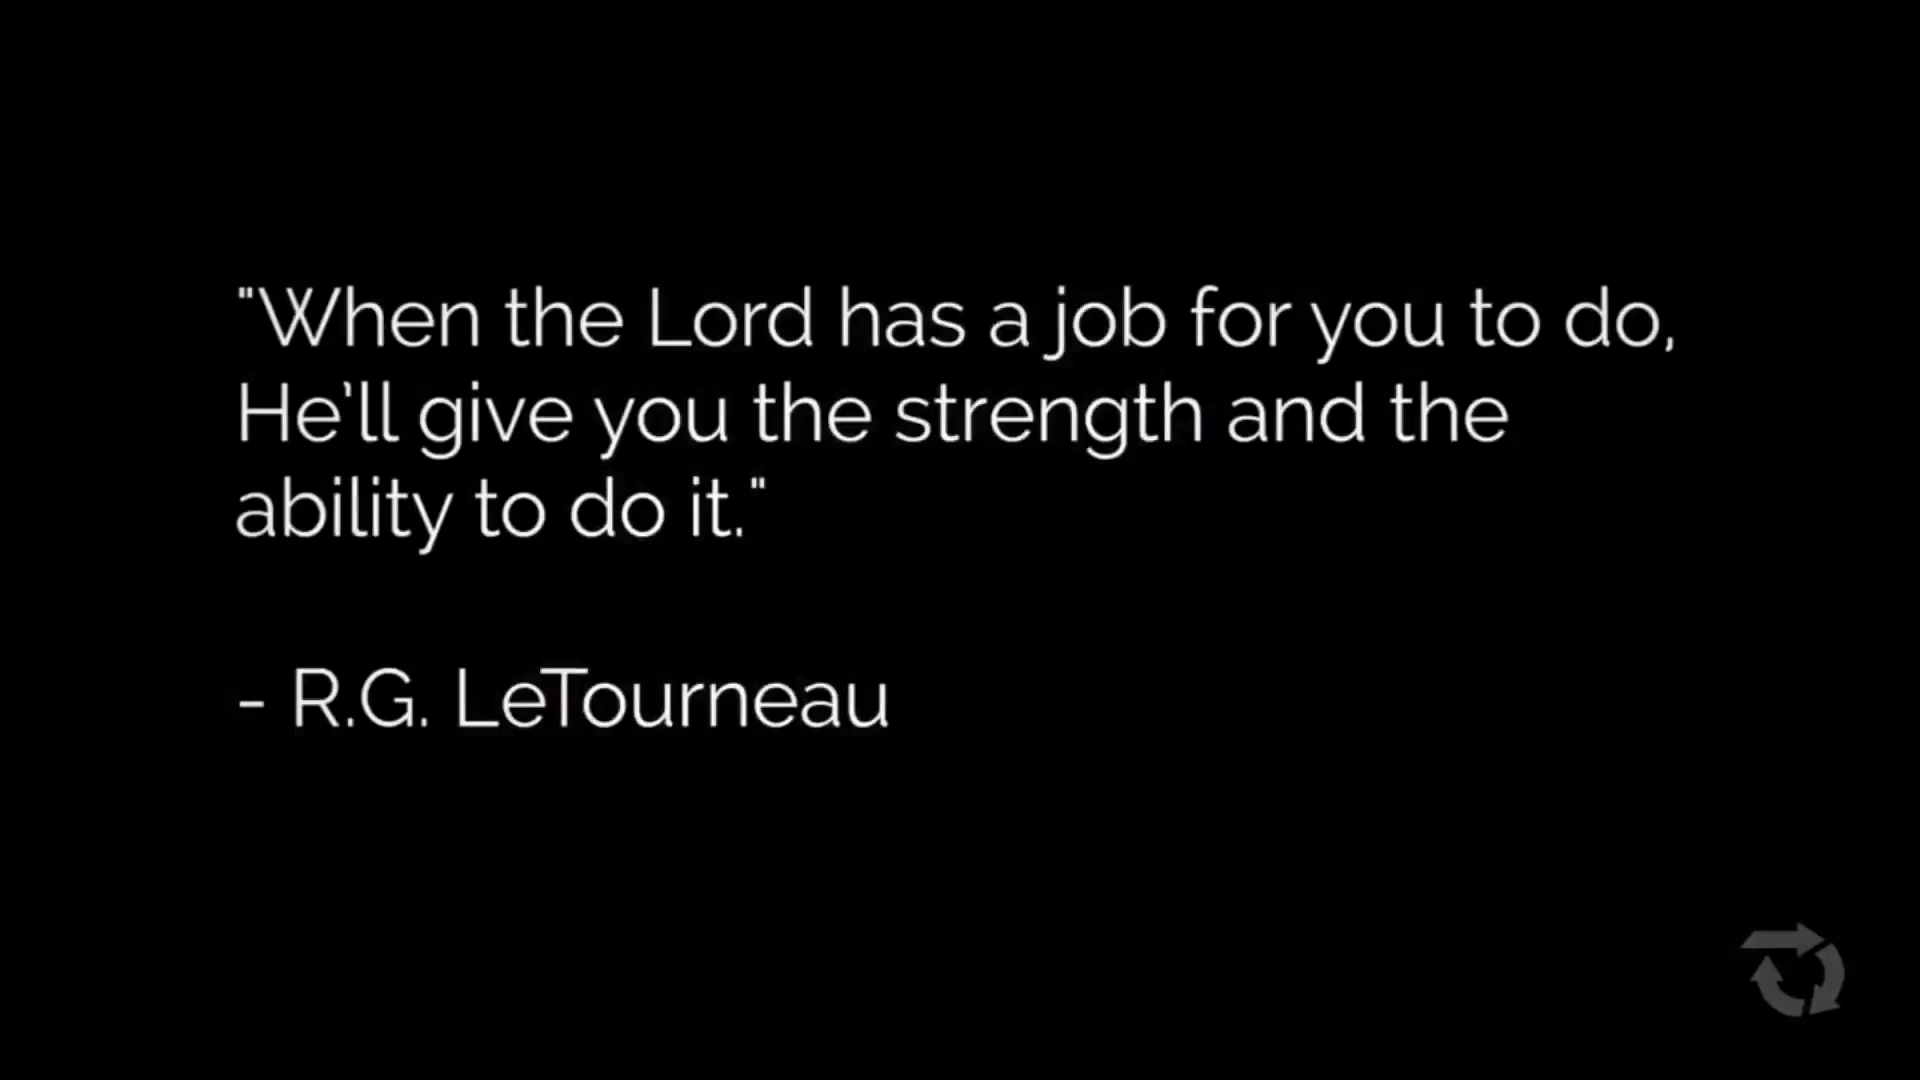 "When the Lord has a job for you to do,
He'll give you the strength and the
ability to do it."
- R.G. LeTourneau